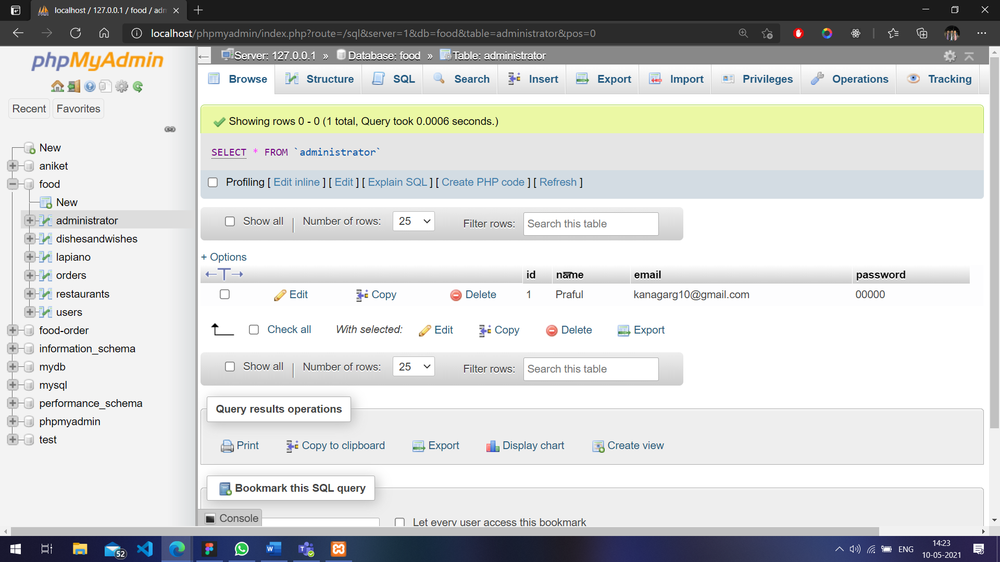 localhost / 127.0.0.1 / food / adm
localhost/phpmyadmin/index.php?route=/sql&server=1&db=food&table=administrator&pos=0
phpMyAdmin
Recent Favorites
New
aniket
food
New
administrator
dishesandwishes
lapiano
orders
restaurants
users
food-order
information_schema
mydb
mysql
performance_schema
phpmyadmin
test
Server: 127.0.0.1 » Database: food » Table: administrator
Browse Structure SQL Search Insert Export Import Privileges Operations Tracking
Showing rows 0 - 0 (1 total, Query took 0.0006 seconds.)
SELECT * FROM `administrator`
Profiling [ Edit inline ] [ Edit ] [ Explain SQL ] [ Create PHP code ] [ Refresh ]
Show all | Number of rows: 25 Filter rows: Search this table
+ Options
←T→ id name email password
Edit Copy Delete 1 Praful kanagarg10@gmail.com 00000
Check all With selected: Edit Copy Delete Export
Show all | Number of rows: 25 Filter rows: Search this table
Query results operations
Print Copy to clipboard Export Display chart Create view
Bookmark this SQL query
Console
Let every user access this bookmark
52
ENG
14:23
10-05-2021